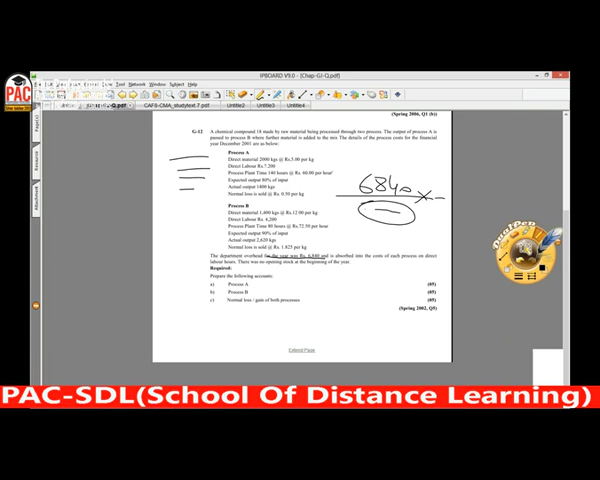 PAC
IPBOARD V9.0 - [Chap-GJ-Q.pdf]
Tool Network Window Subject Help
-Q.pdf CAFB-CMA_studytext 7.pdf Untitle2 Untitle3 Untitle4
(Spring 2006, Q1 (b))
G-12 A chemical compound 18 made by raw material being processed through two process. The output of process A is
passed to process B where further material is added to the mix. The details of the process costs for the financial
year December 2001 are as below:
Process A
Direct material 2000 kgs @ Rs.5.00 per kg
Direct Labour Rs.7,200
Process Plant Time 140 hours @ Rs. 60.00 per hour
Expected output 80% of input
Actual output 1400 kgs
Normal loss is sold @ Rs. 0.50 per kg
6840 x
Process B
Direct material 1,400 kgs @ Rs.12.00 per kg
Direct Labour Rs. 4,200
Process Plant Time 80 hours @ Rs.72.50 per hour
Expected output 90% of input
Actual output 2,620 kgs
Normal loss is sold @ Rs. 1.825 per kg
The department overhead for the year was Rs. 6,840 and is absorbed into the costs of each process on direct
labour hours. There was no opening stock at the beginning of the year.
Required:
Prepare the following accounts:
a) Process A (05)
b) Process B (05)
c) Normal loss / gain of both processes (05)
(Spring 2002, Q5)
Extend Page
PAC-SDL(School Of Distance Learning)